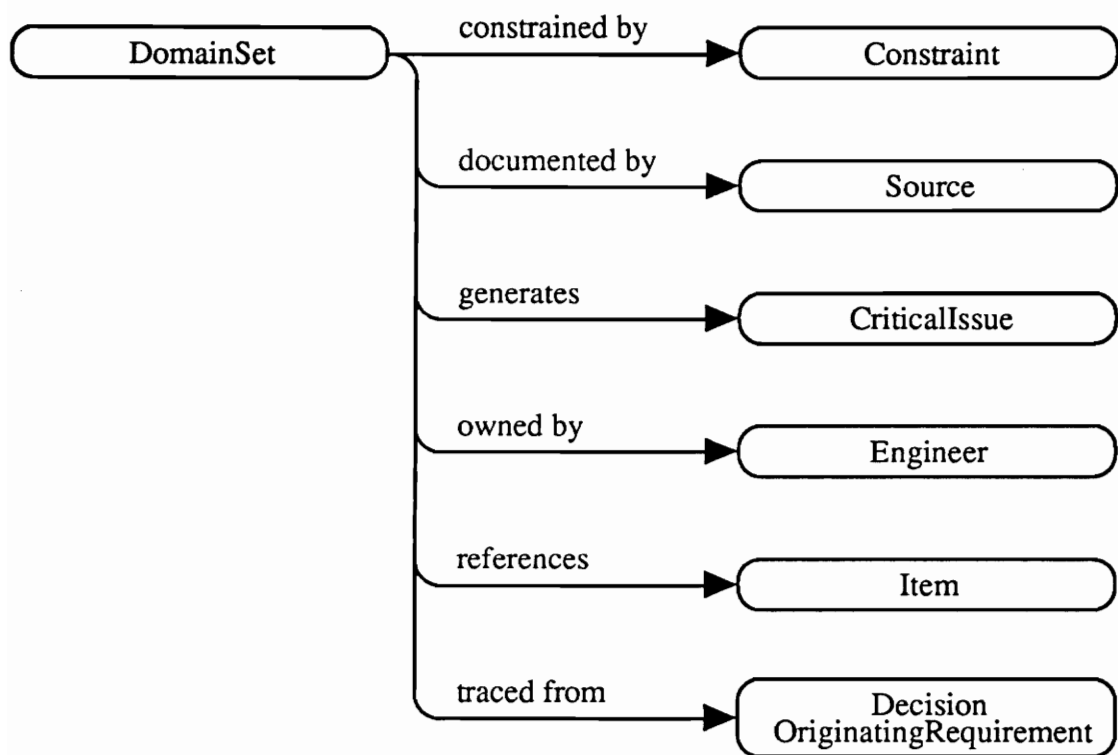 DomainSet
constrained by
Constraint
documented by
Source
generates
CriticalIssue
owned by
Engineer
references
Item
traced from
Decision
OriginatingRequirement